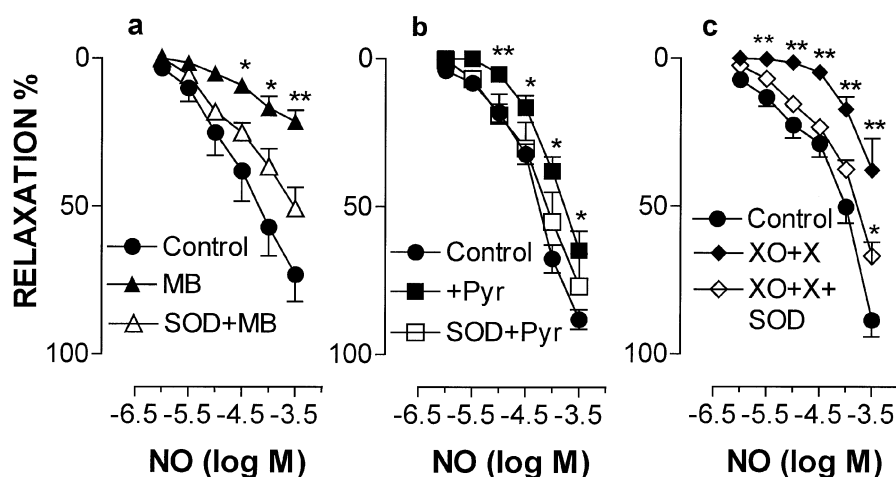 a
b
c
* * **
** * * *
** ** ** ** ** *
0
50
100
RELAXATION %
Control
MB
SOD+MB
0
50
100
Control
+Pyr
SOD+Pyr
0
50
100
Control
XO+X
XO+X+
SOD
-6.5 -5.5 -4.5 -3.5
-6.5 -5.5 -4.5 -3.5
-6.5 -5.5 -4.5 -3.5
NO (log M)
NO (log M)
NO (log M)